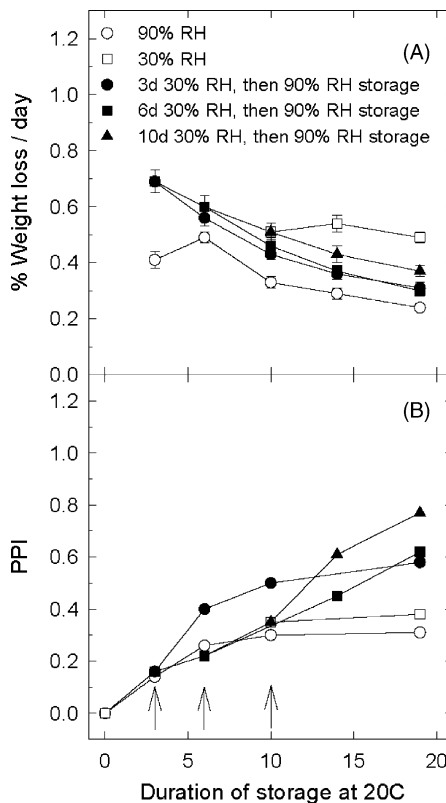 1.2
1.0
0.8
0.6
0.4
0.2
0.0
% Weight loss / day
(A)
90% RH
30% RH
3d 30% RH, then 90% RH storage
6d 30% RH, then 90% RH storage
10d 30% RH, then 90% RH storage
1.2
1.0
0.8
0.6
0.4
0.2
0.0
PPI
(B)
0 5 10 15 20
Duration of storage at 20C